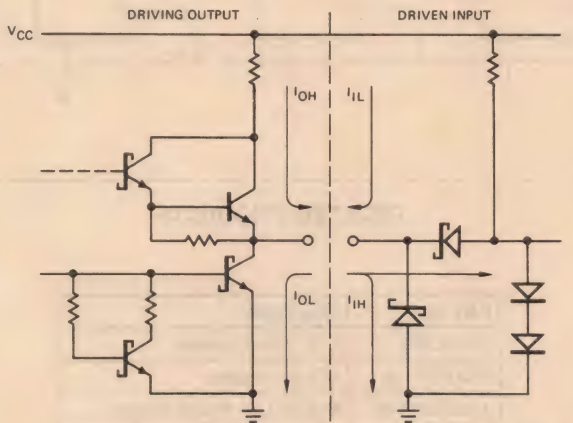 DRIVING OUTPUT
DRIVEN INPUT
VCC
IOH
IIL
IOL
IIH